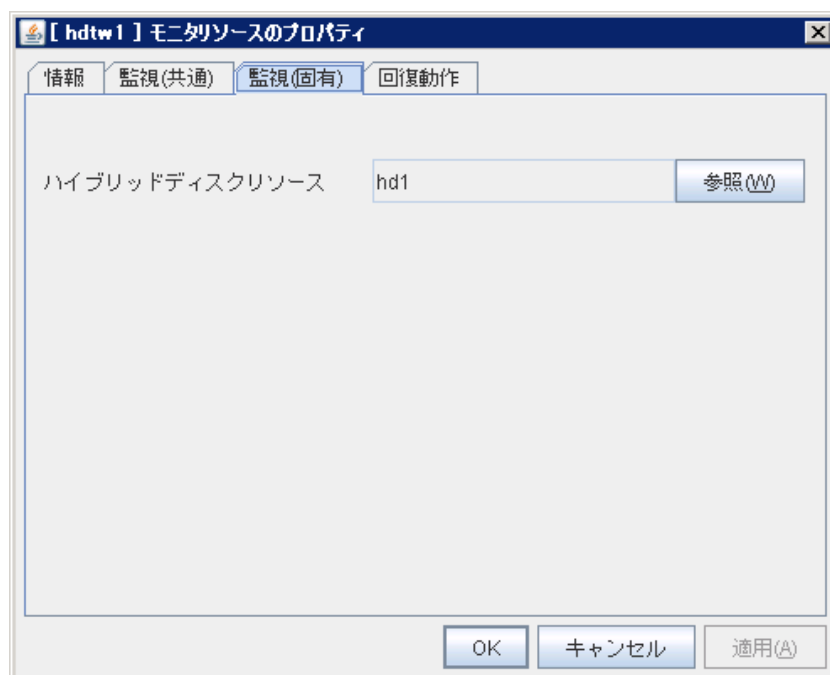 [ hdtw1 ] モニタリソースのプロパティ
情報 監視(共通) 監視(固有) 回復動作
ハイブリッドディスクリソース hd1 参照(W)
OK キャンセル 適用(A)